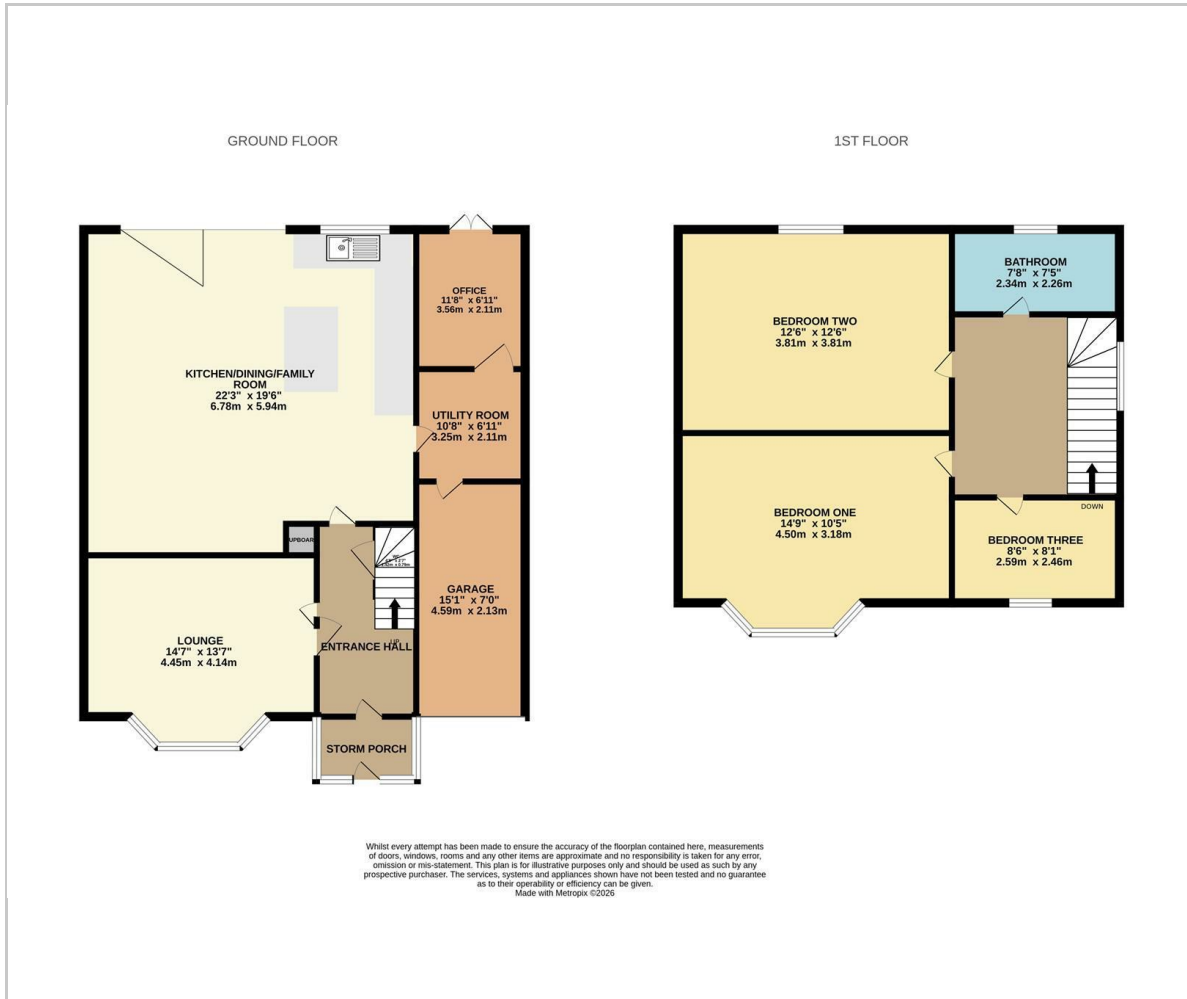 GROUND FLOOR
1ST FLOOR
KITCHEN/DINING/FAMILY
ROOM
22'3" x 19'6"
6.78m x 5.94m
OFFICE
11'8" x 6'11"
3.56m x 2.11m
UTILITY ROOM
10'8" x 6'11"
3.25m x 2.11m
UPBOAR
WC
GARAGE
15'1" x 7'0"
4.59m x 2.13m
LOUNGE
14'7" x 13'7"
4.45m x 4.14m
UP
ENTRANCE HALL
STORM PORCH
BEDROOM TWO
12'6" x 12'6"
3.81m x 3.81m
BATHROOM
7'8" x 7'5"
2.34m x 2.26m
BEDROOM ONE
14'9" x 10'5"
4.50m x 3.18m
DOWN
BEDROOM THREE
8'6" x 8'1"
2.59m x 2.46m
Whilst every attempt has been made to ensure the accuracy of the floorplan contained here, measurements
of doors, windows, rooms and any other items are approximate and no responsibility is taken for any error,
omission or mis-statement. This plan is for illustrative purposes only and should be used as such by any
prospective purchaser. The services, systems and appliances shown have not been tested and no guarantee
as to their operability or efficiency can be given.
Made with Metropix ©2026